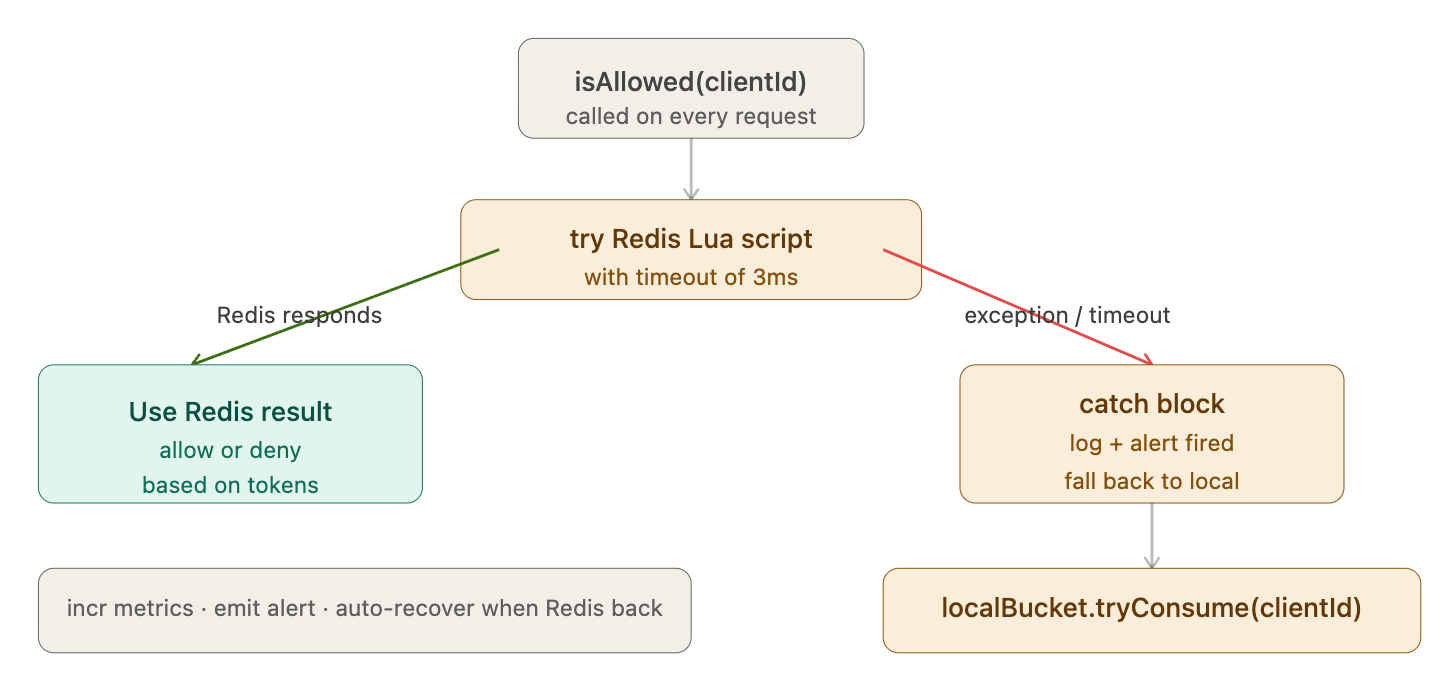 isAllowed(clientId)
called on every request
try Redis Lua script
with timeout of 3ms
Redis responds
exception / timeout
Use Redis result
allow or deny
based on tokens
catch block
log + alert fired
fall back to local
incr metrics · emit alert · auto-recover when Redis back
localBucket.tryConsume(clientId)